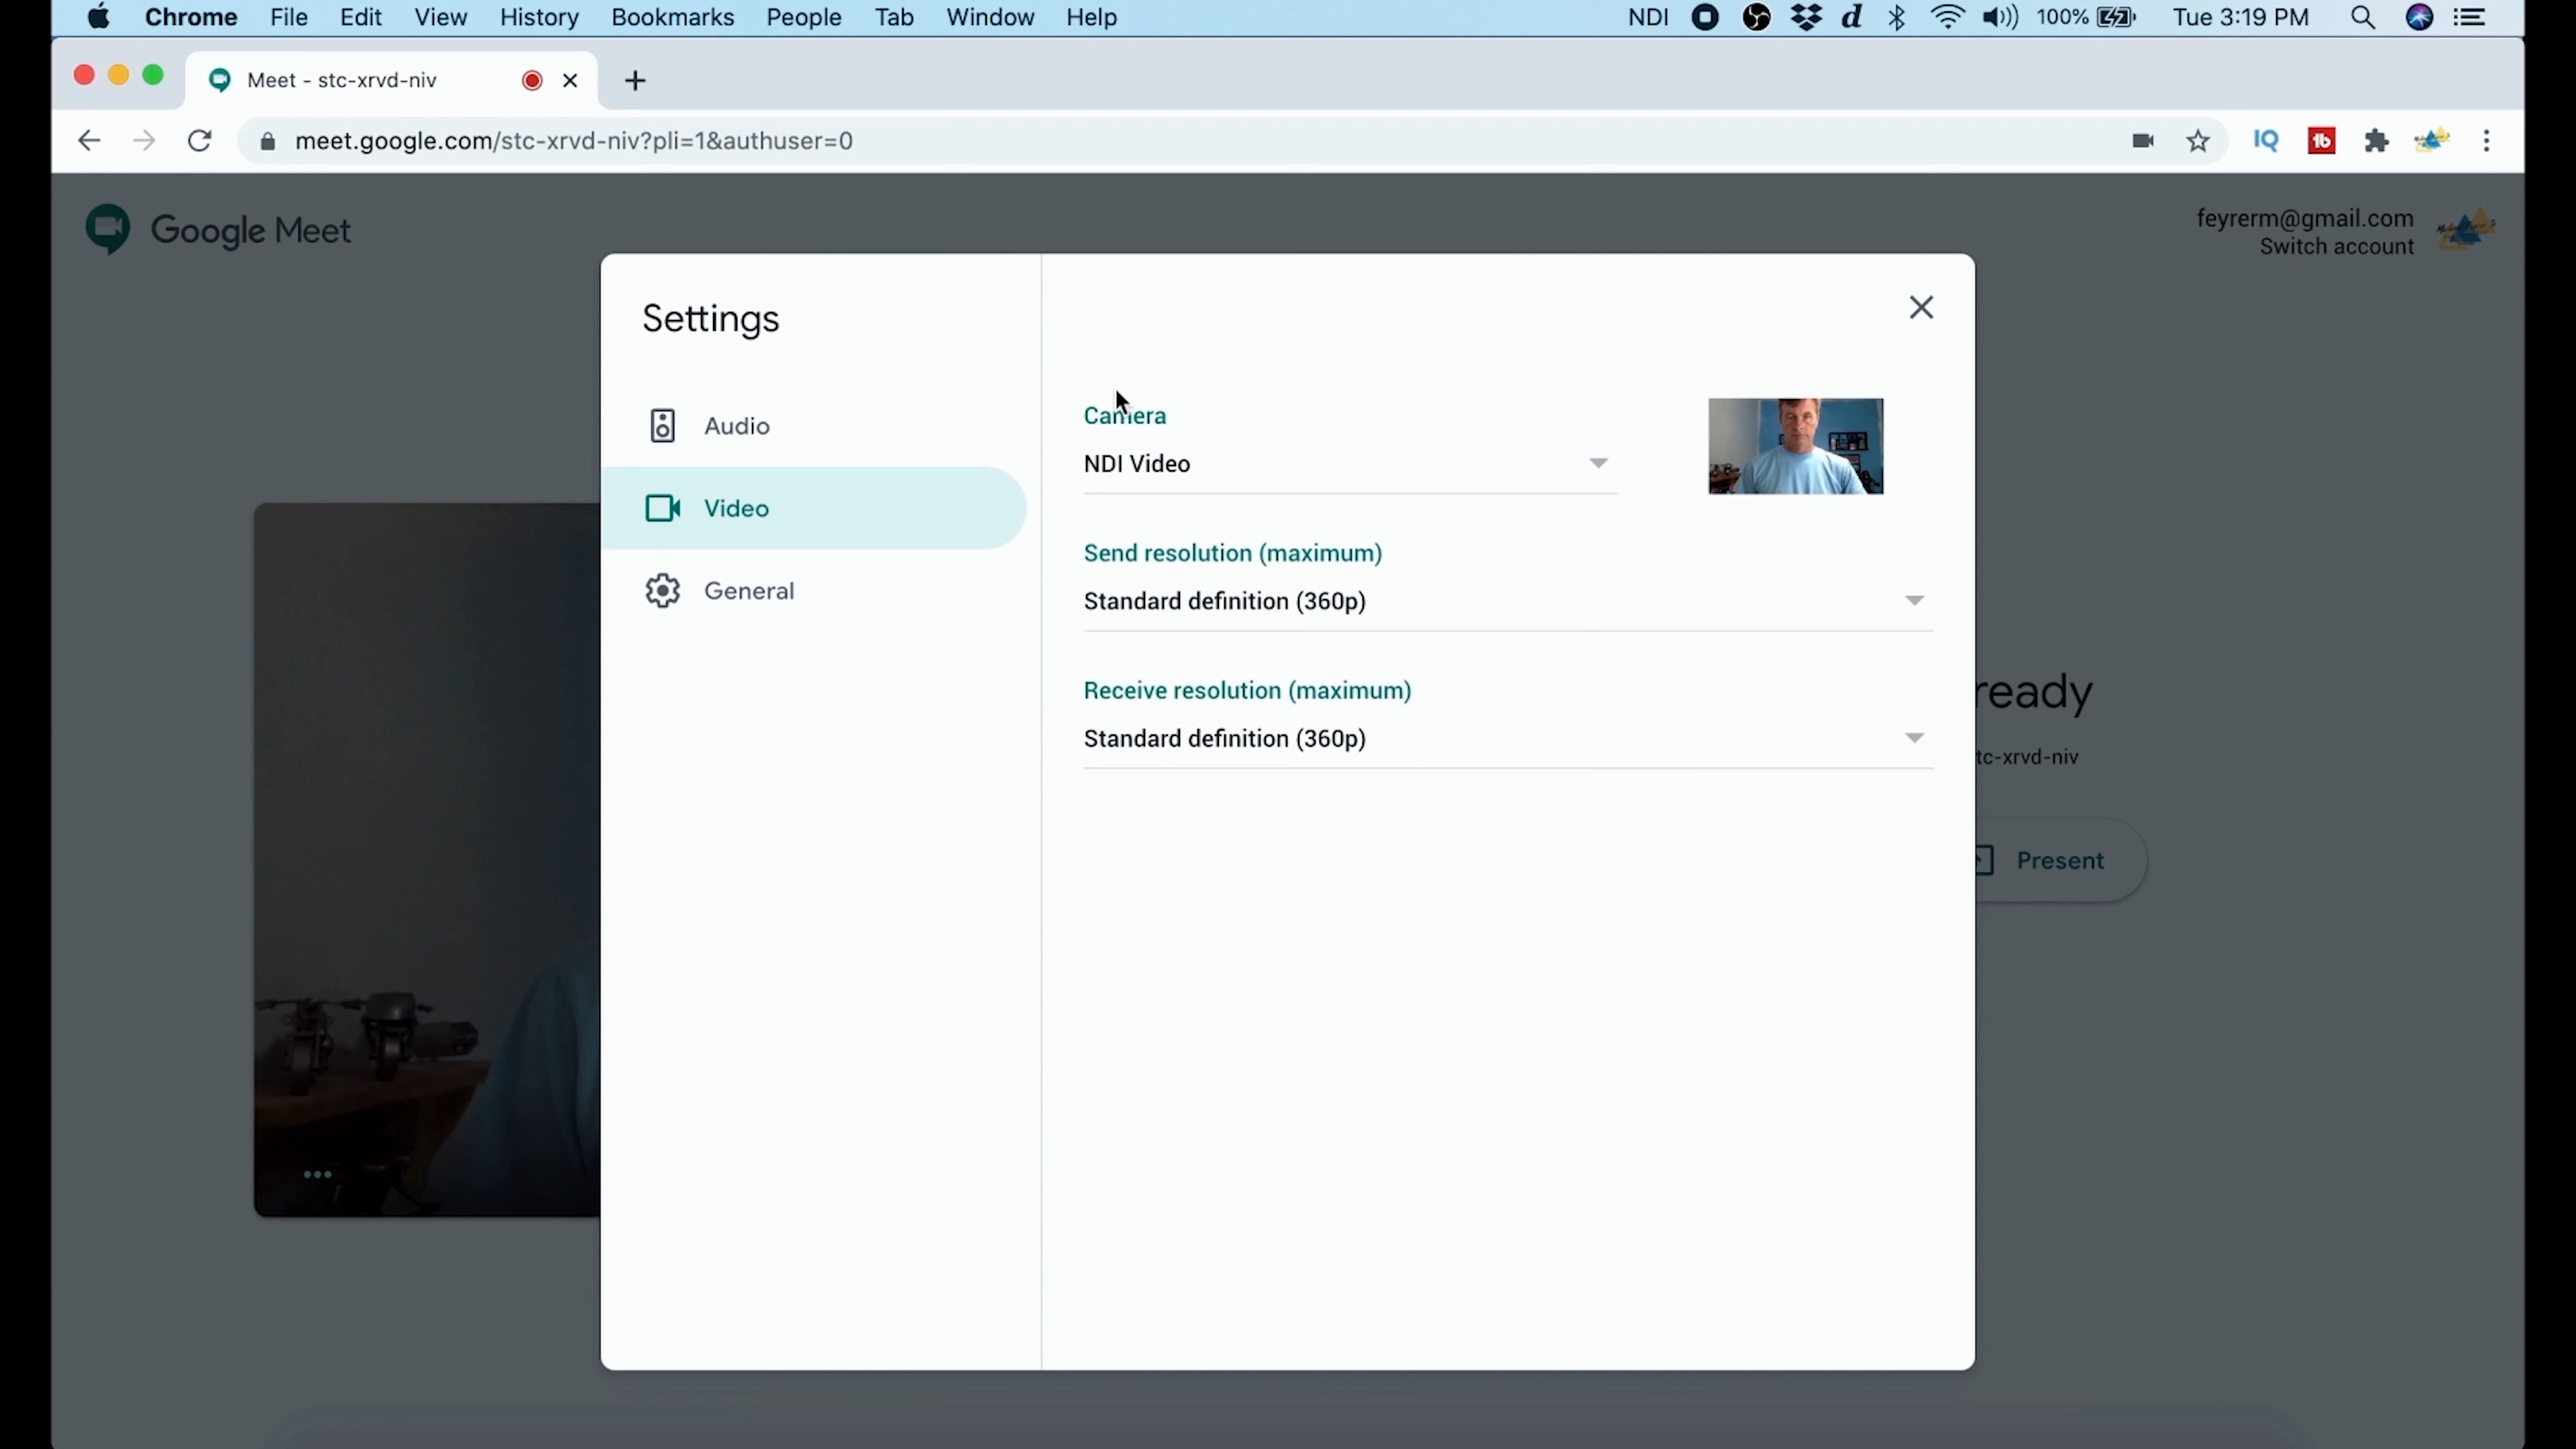 Chrome File Edit View History Bookmarks People Tab Window Help NDI d 100% Tue 3:19 PM
Meet - stc-xrvd-niv
meet.google.com/stc-xrvd-niv?pli=1&authuser=0 IQ tb
Google Meet
feyrerm@gmail.com
Switch account
Settings
Audio
Video
General
Camera
NDI Video
Send resolution (maximum)
Standard definition (360p)
Receive resolution (maximum)
Standard definition (360p)
ready
tc-xrvd-niv
Present